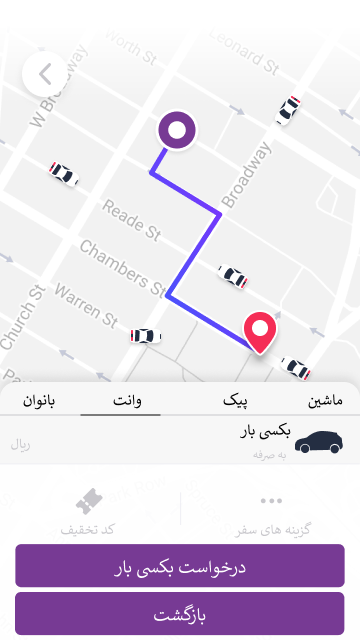 Worth St
Leonard St
W Broadway
Broadway
Reade St
Chambers St
Warren St
Church St
ماشین پیک وانت بانوان
بکسی بار
به صرفه
ریال
گزینه های سفر کد تخفیف
درخواست بکسی بار
بازگشت